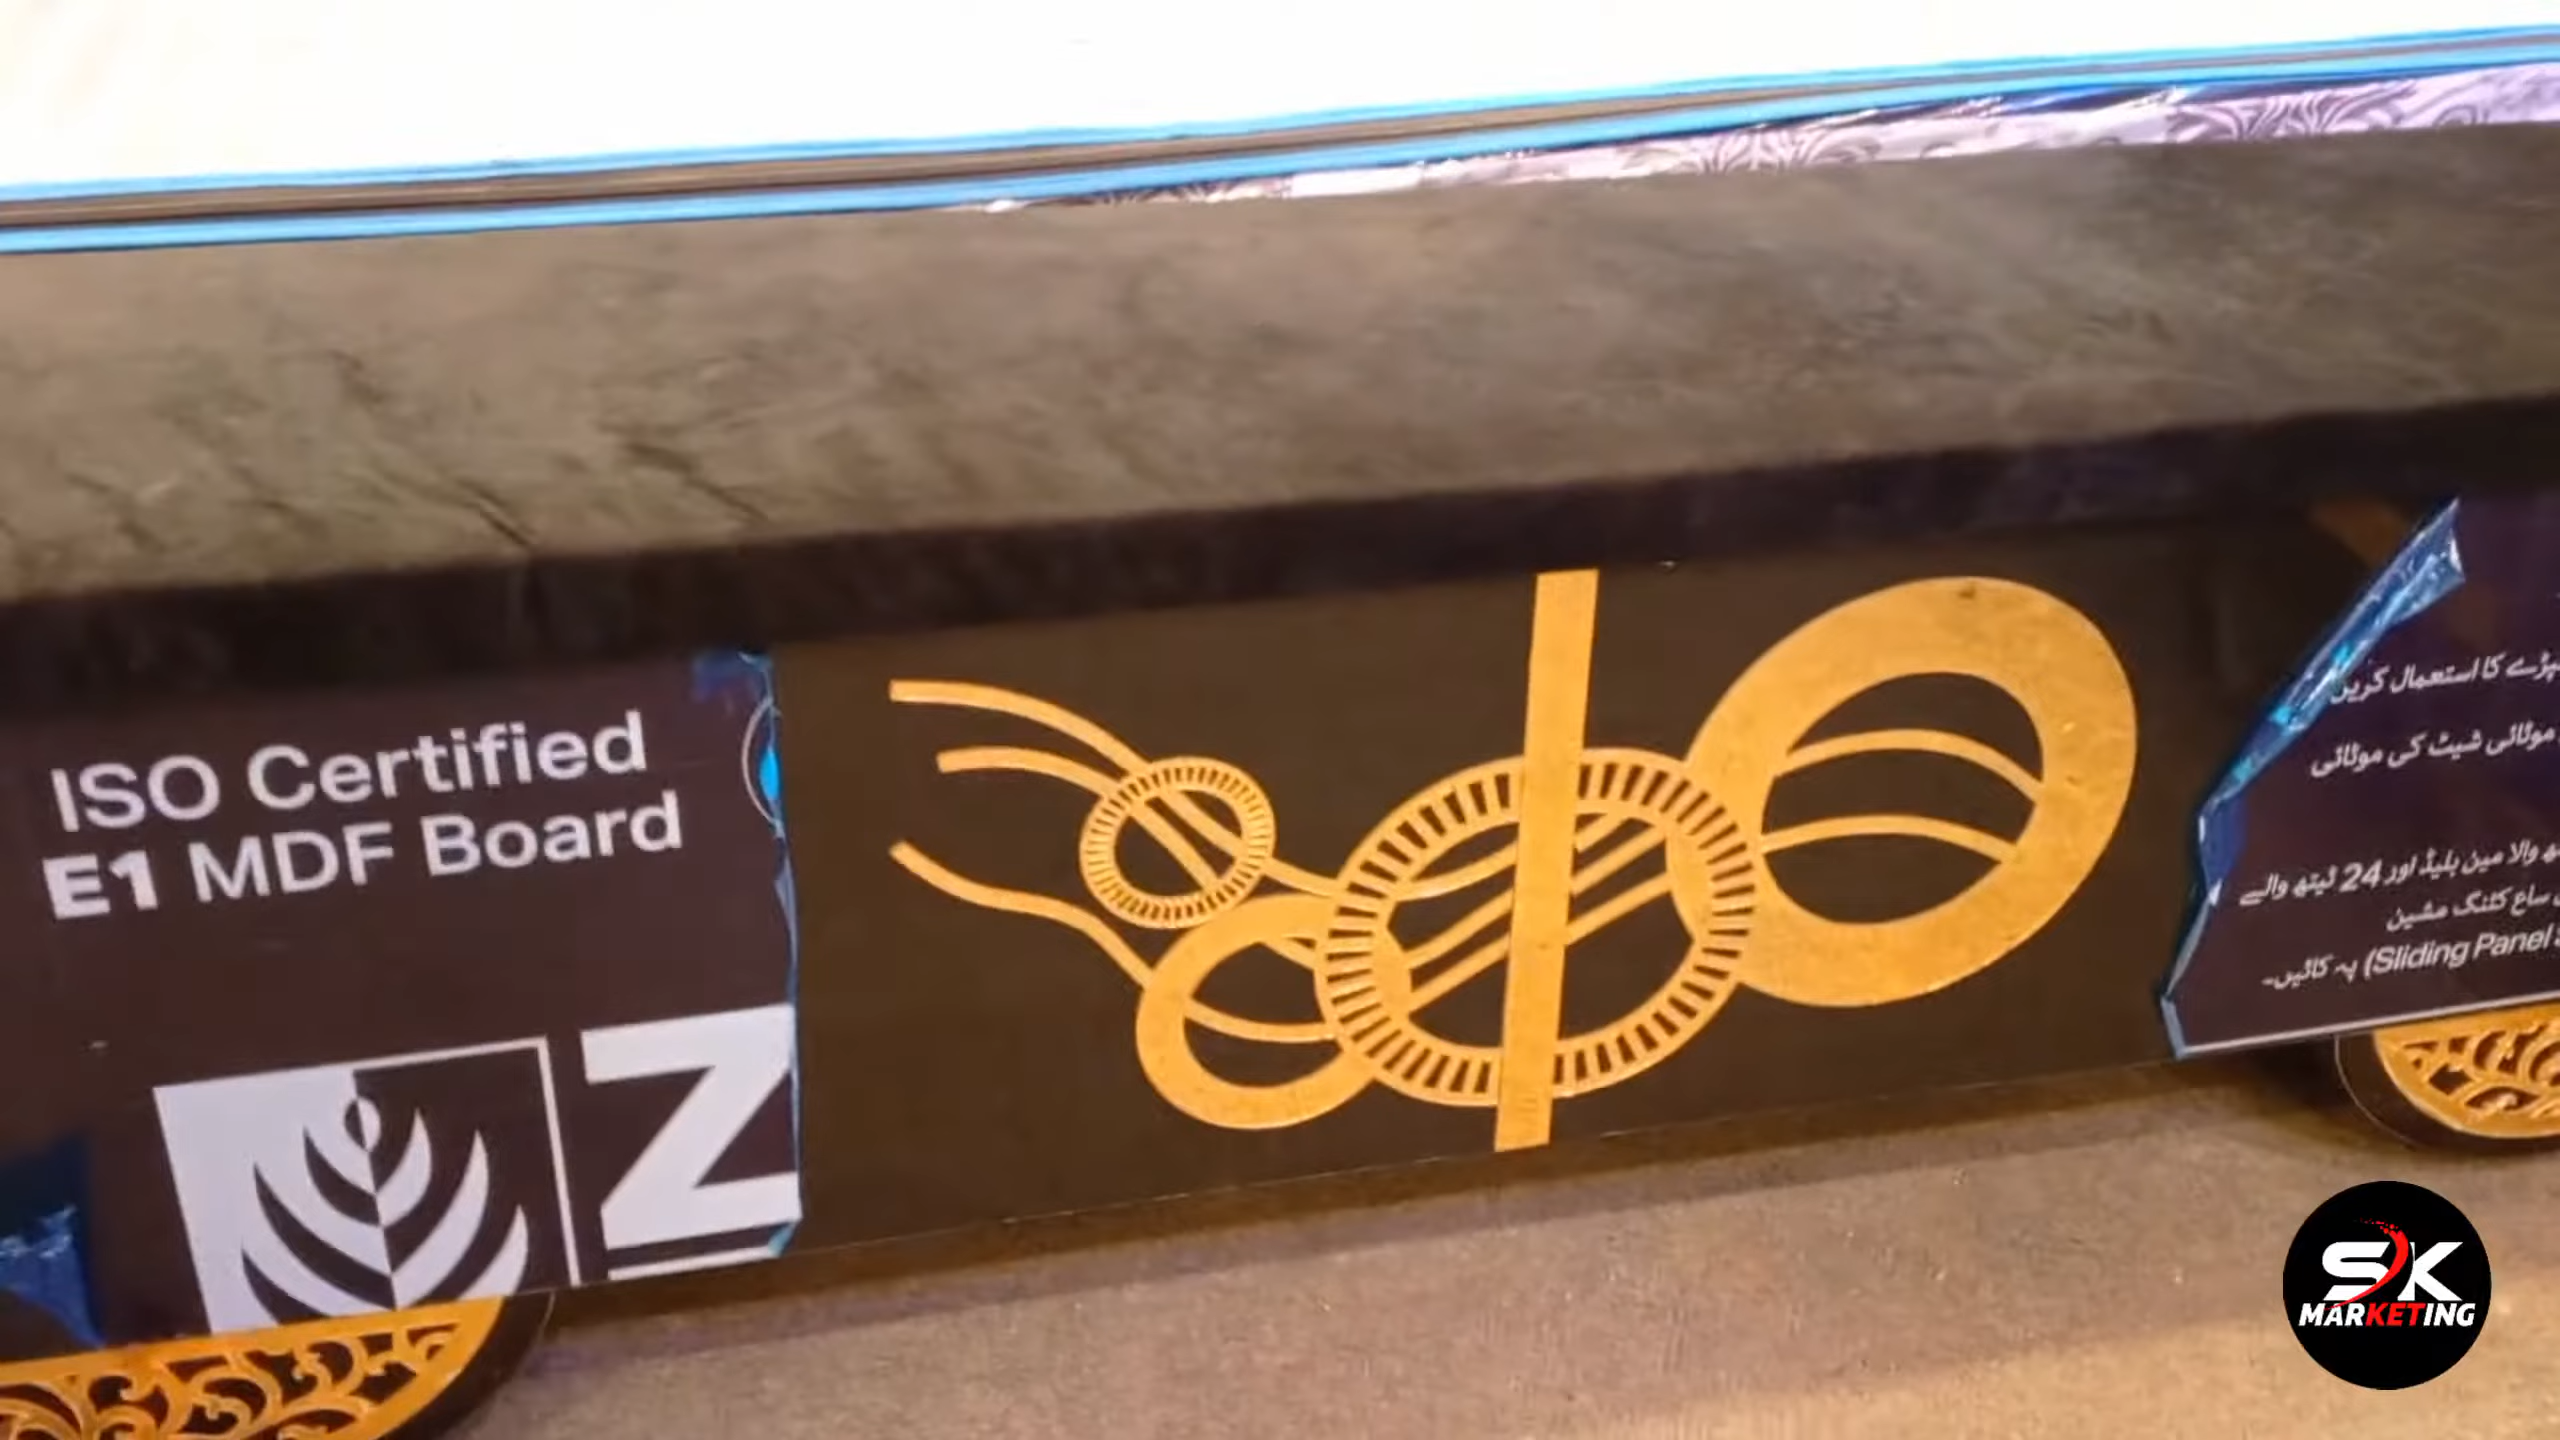 ISO Certified
E1 MDF Board
Z
کا استعمال کریں
موٹائی شیٹ کی موٹائی
والا مین بلیڈ اور 24 ٹیتھ والے
ساع کٹنگ مشین
(Sliding Panel پہ کاٹیں۔
SK
MARKETING